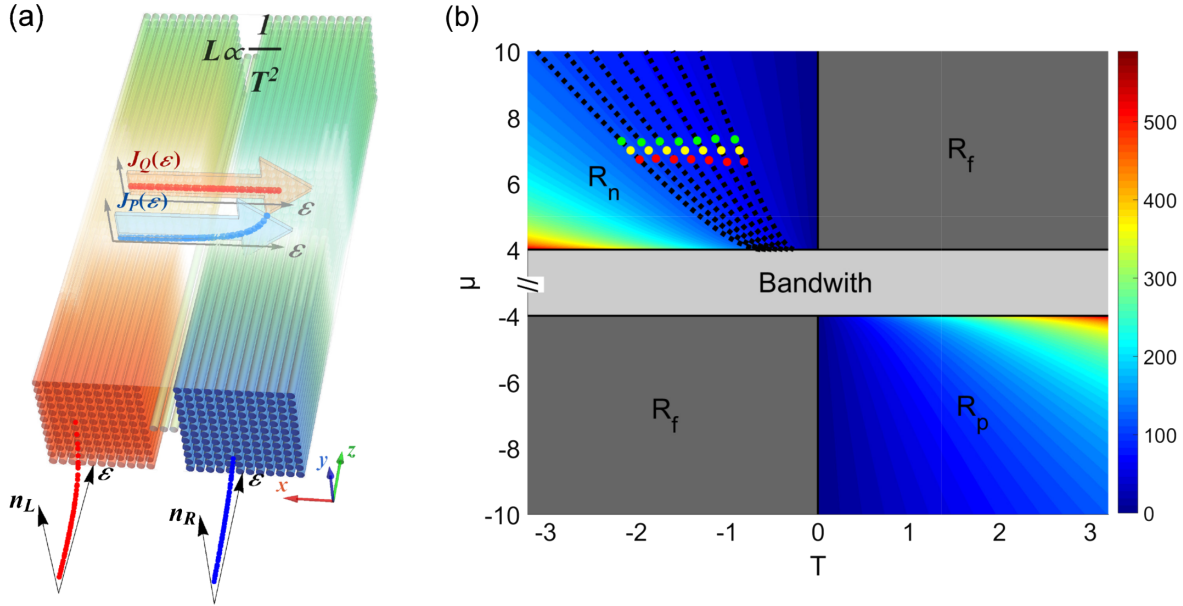 (a)
L ∝ 1
T²
J_Q(ε)
ε
J_P(ε)
ε
n_L
ε
n_R
ε
x
y
z
(b)
10
8
6
4
μ
-4
-6
-8
-10
R_n
R_f
Bandwith
R_f
R_p
-3 -2 -1 0 1 2 3
T
500
400
300
200
100
0